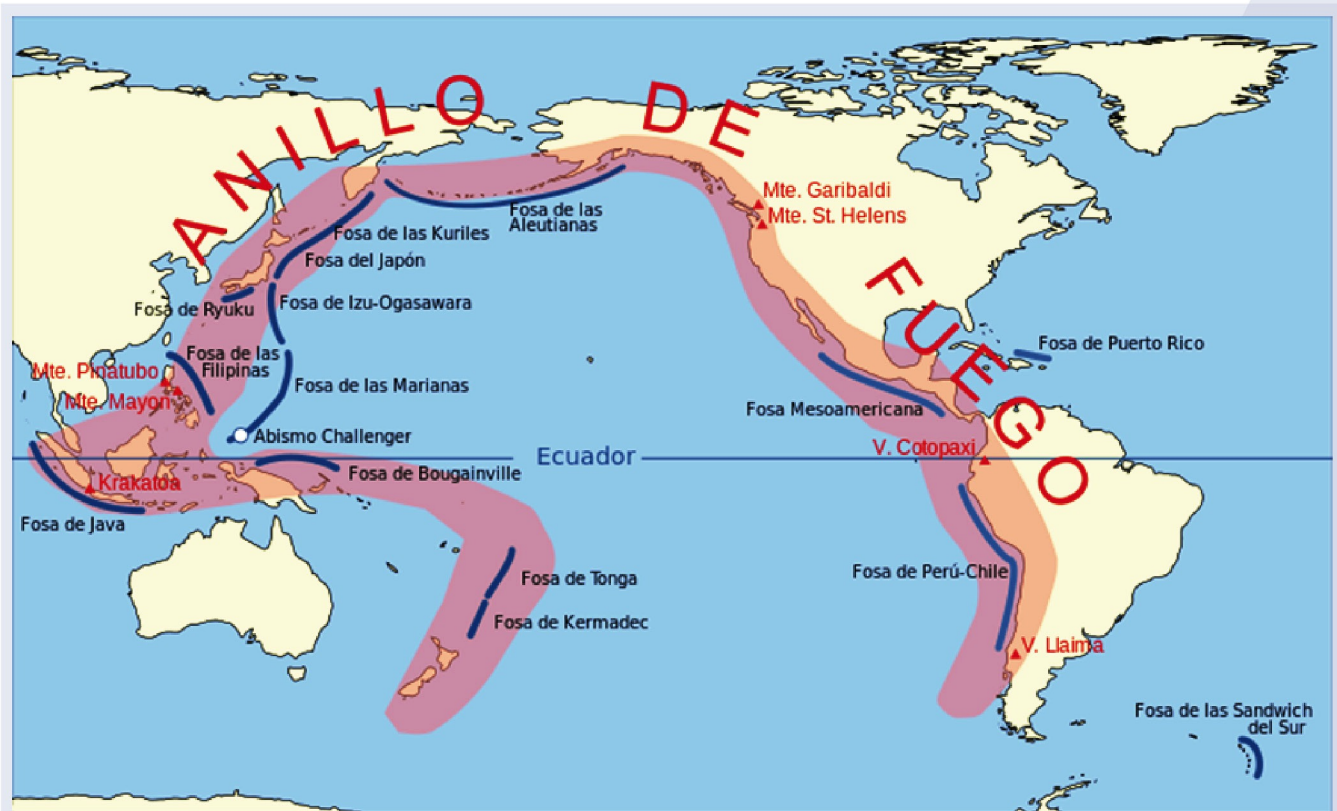 ANILLO DE FUEGO
Mte. Garibaldi
Mte. St. Helens
Fosa de las
Aleutianas
Fosa de las Kuriles
Fosa del Japón
Fosa de Izu-Ogasawara
Fosa de Ryuku
Fosa de las
Filipinas
Mte. Pinatubo
Mte. Mayon
Fosa de las Marianas
Fosa de Puerto Rico
Fosa Mesoamericana
Abismo Challenger
V. Cotopaxi
Ecuador
Fosa de Bougainville
Krakatoa
Fosa de Java
Fosa de Tonga
Fosa de Perú-Chile
Fosa de Kermadec
V. Llaima
Fosa de las Sandwich
del Sur